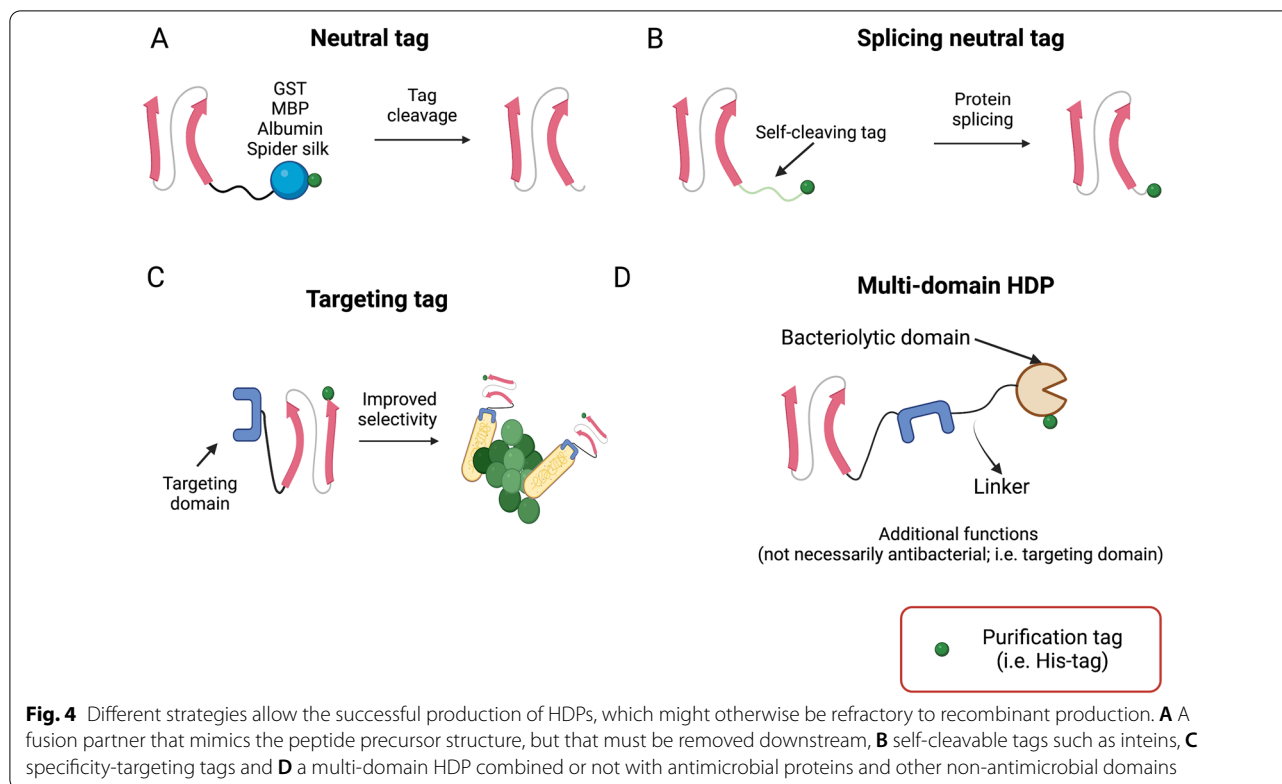 A
Neutral tag
GST
MBP
Albumin
Spider silk
Tag
cleavage
B
Splicing neutral tag
Self-cleaving tag
Protein
splicing
C
Targeting tag
Targeting
domain
Improved
selectivity
D
Multi-domain HDP
Bacteriolytic domain
Linker
Additional functions
(not necessarily antibacterial; i.e. targeting domain)
Purification tag
(i.e. His-tag)
Fig. 4 Different strategies allow the successful production of HDPs, which might otherwise be refractory to recombinant production. A A
fusion partner that mimics the peptide precursor structure, but that must be removed downstream, B self-cleavable tags such as inteins, C
specificity-targeting tags and D a multi-domain HDP combined or not with antimicrobial proteins and other non-antimicrobial domains